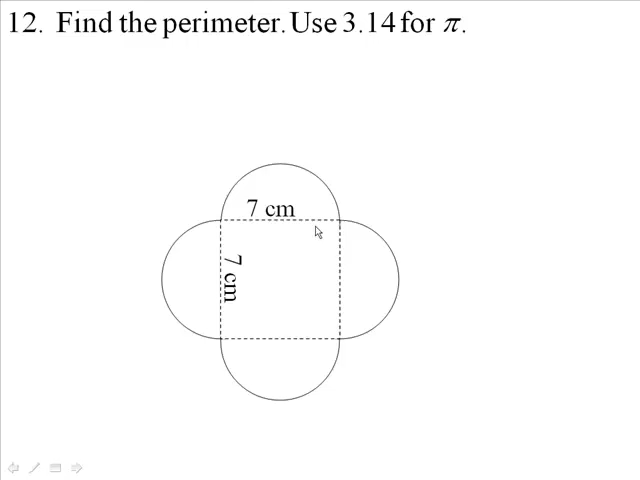 12. Find the perimeter. Use 3.14 for π.
7 cm
7 cm